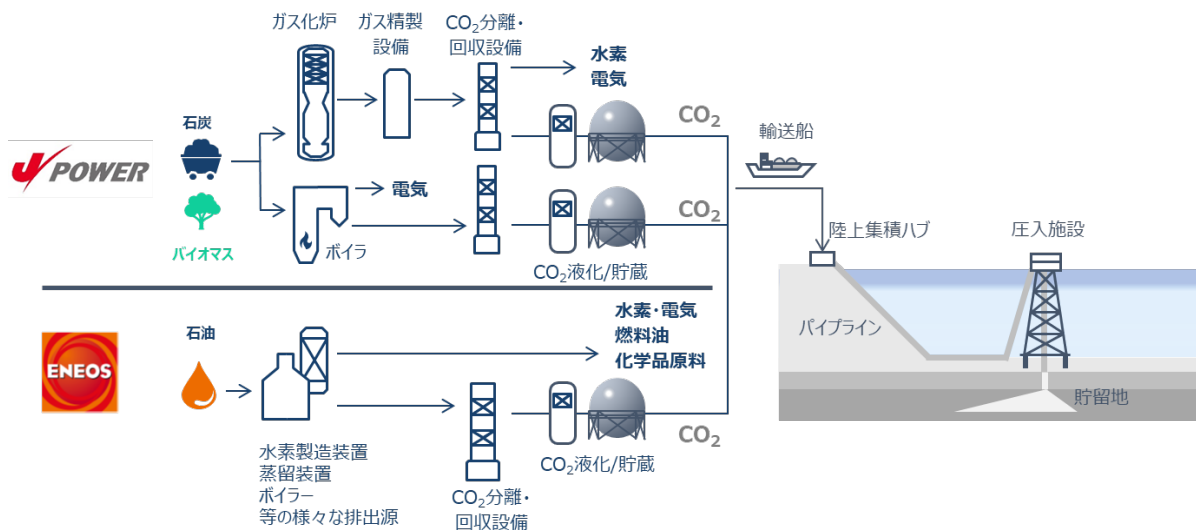 ガス化炉
ガス精製
設備
CO₂分離・
回収設備
水素
電気
石炭
CO₂
輸送船
J POWER
電気
CO₂
バイオマス
ボイラ
CO₂液化/貯蔵
陸上集積ハブ
圧入施設
パイプライン
貯留地
ENEOS
石油
水素・電気
燃料油
化学品原料
CO₂
水素製造装置
蒸留装置
ボイラー
等の様々な排出源
CO₂分離・
回収設備
CO₂液化/貯蔵